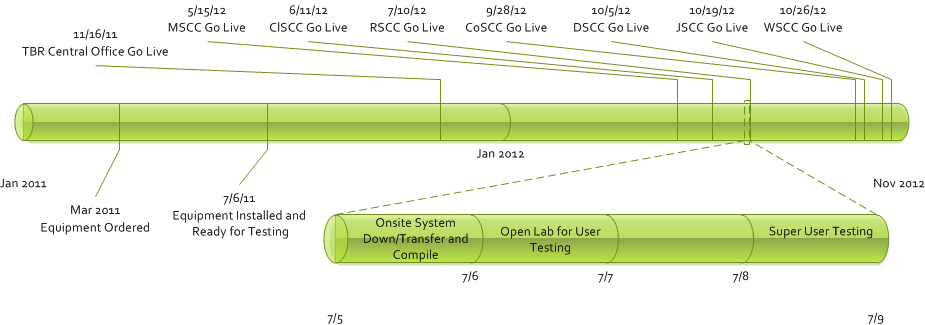 5/15/12
MSCC Go Live
6/11/12
ClSCC Go Live
7/10/12
RSCC Go Live
9/28/12
CoSCC Go Live
10/5/12
DSCC Go Live
10/19/12
JSCC Go Live
10/26/12
WSCC Go Live
11/16/11
TBR Central Office Go Live
Jan 2012
Jan 2011
Nov 2012
Mar 2011
Equipment Ordered
7/6/11
Equipment Installed and
Ready for Testing
Onsite System
Down/Transfer and
Compile
Open Lab for User
Testing
Super User Testing
7/6
7/7
7/8
7/5
7/9